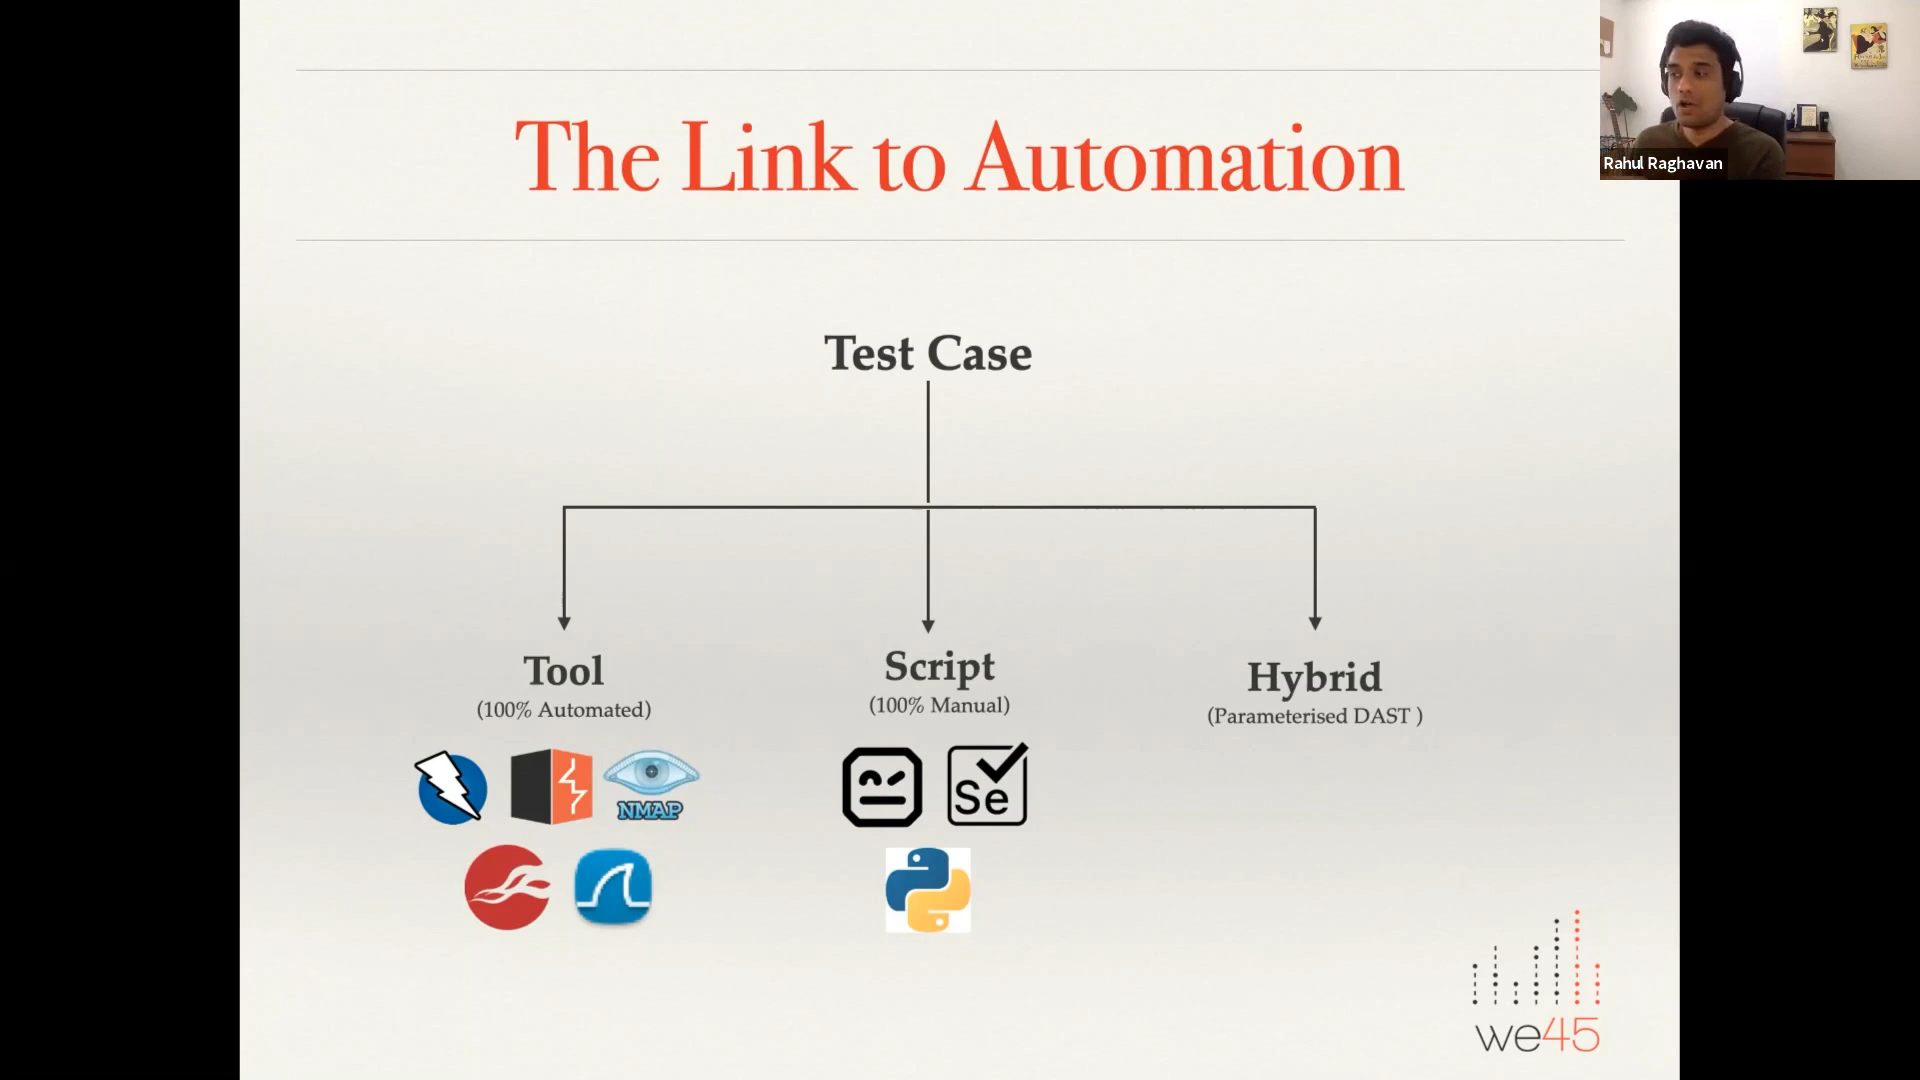 The Link to Automation
Rahul Raghavan
Test Case
Tool
(100% Automated)
Script
(100% Manual)
Hybrid
(Parameterised DAST )
NMAP
Se
we45